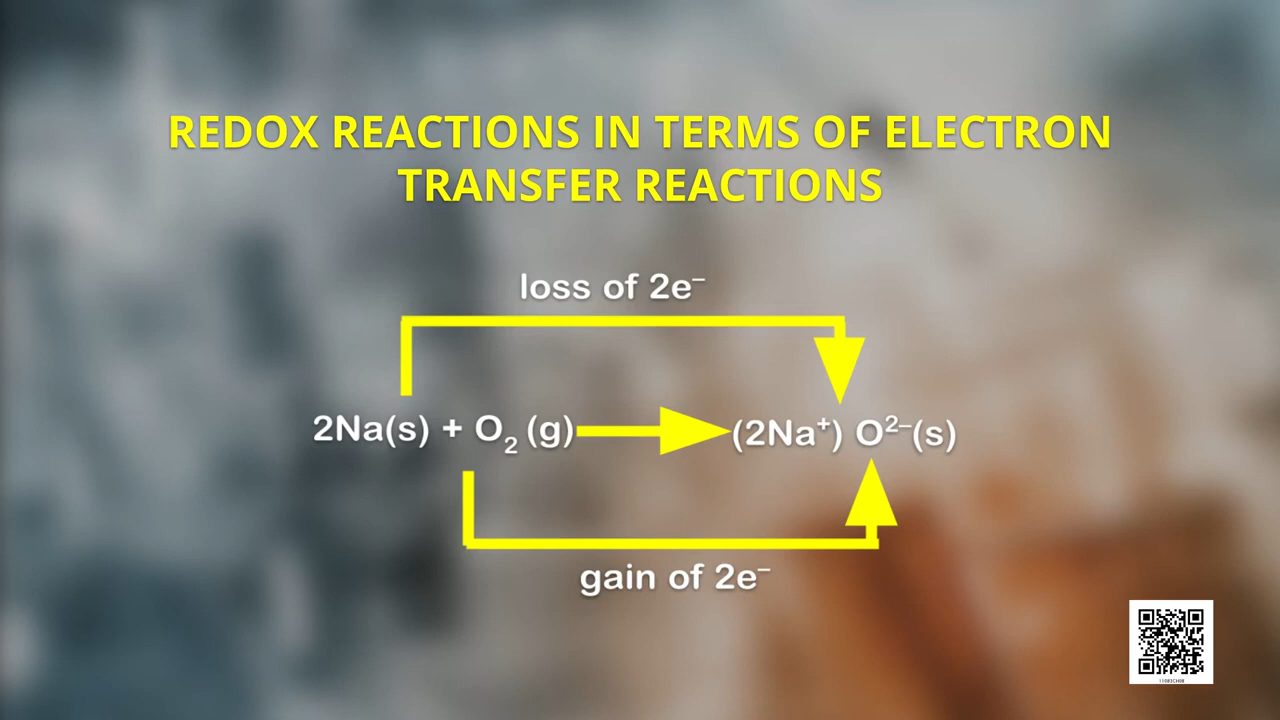 REDOX REACTIONS IN TERMS OF ELECTRON
TRANSFER REACTIONS
loss of 2e⁻
2Na(s) + O₂ (g) (2Na⁺) O²⁻(s)
gain of 2e⁻